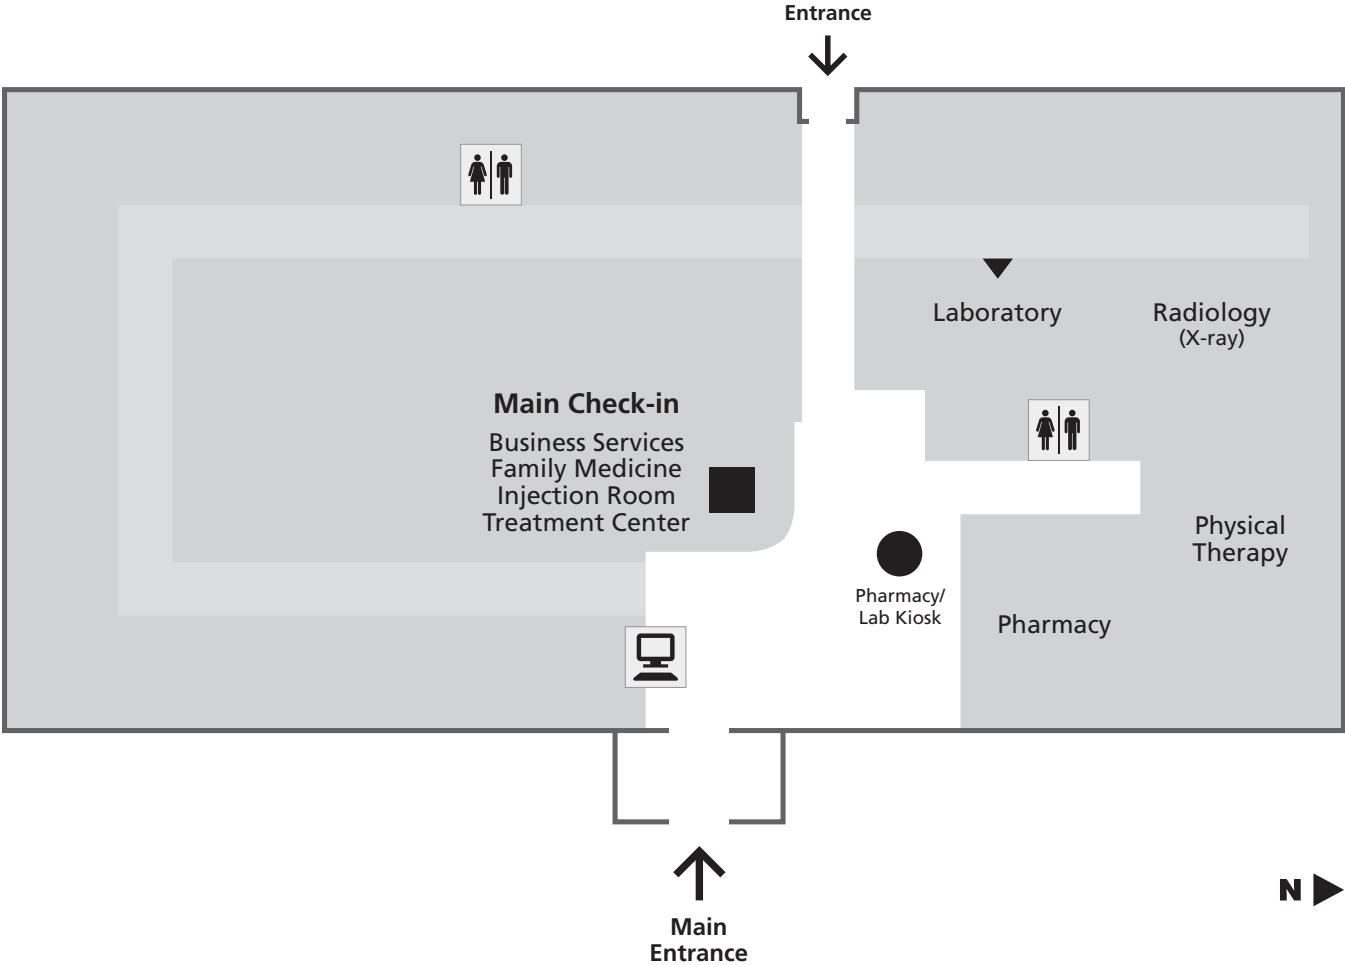 Entrance
Laboratory
Radiology
(X-ray)
Main Check-in
Business Services
Family Medicine
Injection Room
Treatment Center
Physical
Therapy
Pharmacy/
Lab Kiosk
Pharmacy
Main
Entrance
N